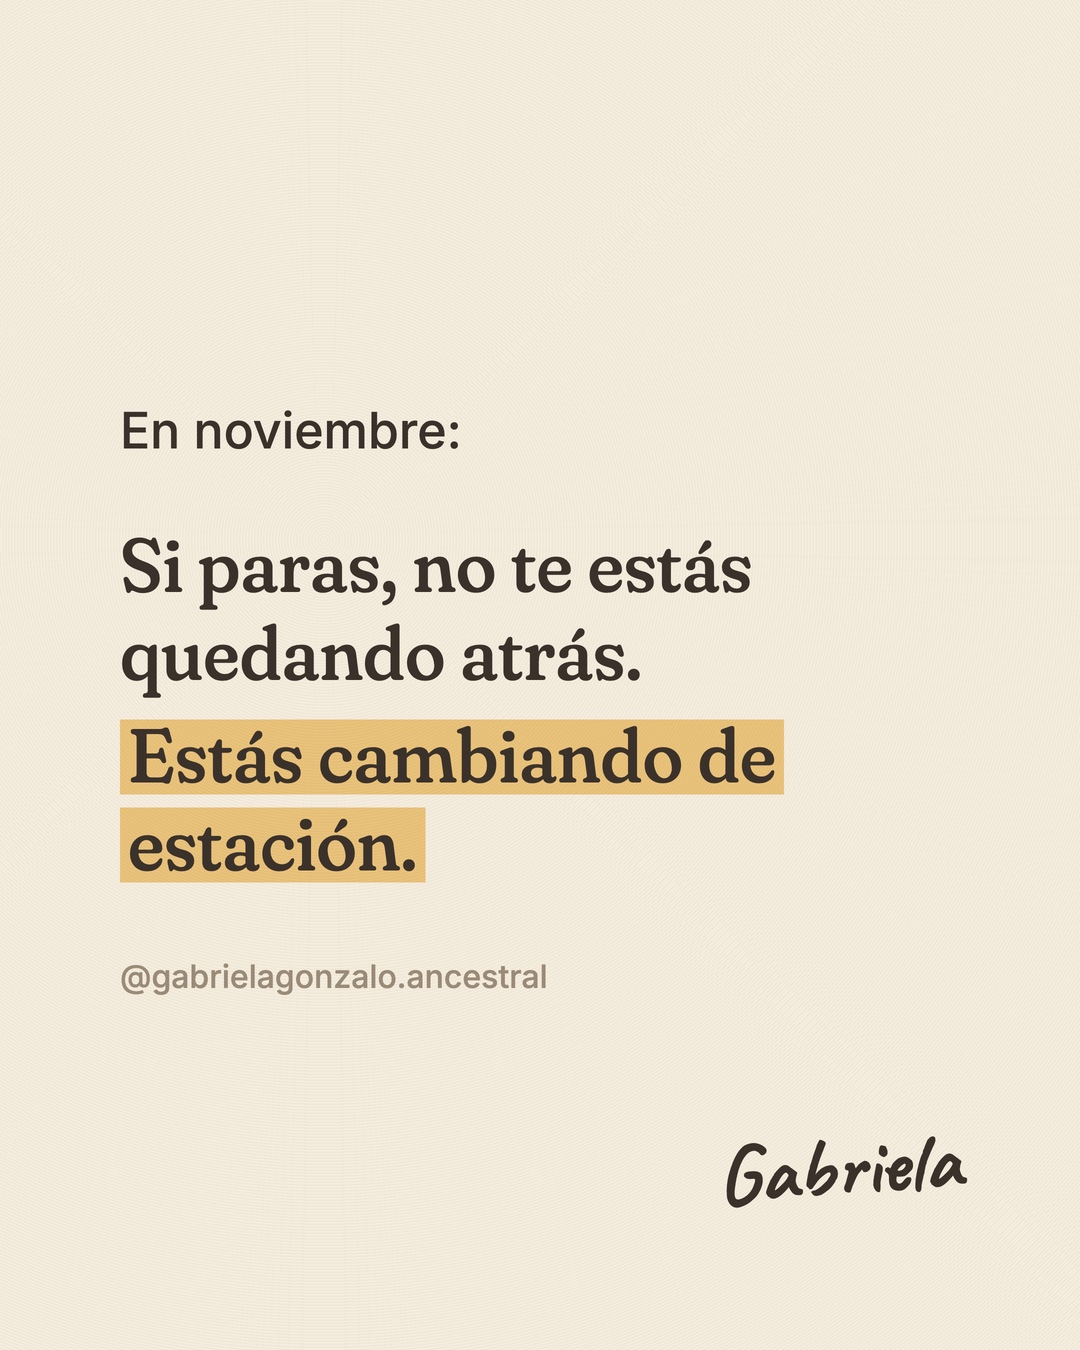 En noviembre:
Si paras, no te estás
quedando atrás.
Estás cambiando de
estación.
@gabrielagonzalo.ancestral
Gabriela